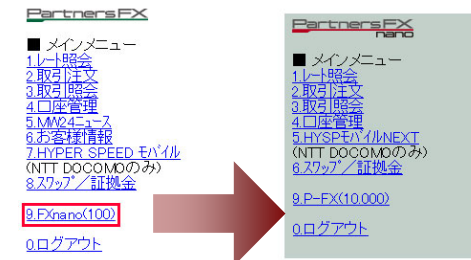 PartnersFX
■ メインメニュー
1.レート照会
2.取引注文
3.取引照会
4.口座管理
5.MW24ニュース
6.お客様情報
7.HYPER SPEED モバイル
(NTT DOCOMOのみ)
8.スワップ/証拠金
9.FXnano(100)
0.ログアウト
PartnersFX
nano
■ メインメニュー
1.レート照会
2.取引注文
3.取引照会
4.口座管理
5.HYSPモバイルNEXT
(NTT DOCOMOのみ)
6.スワップ/証拠金
9.P-FX(10,000)
0.ログアウト